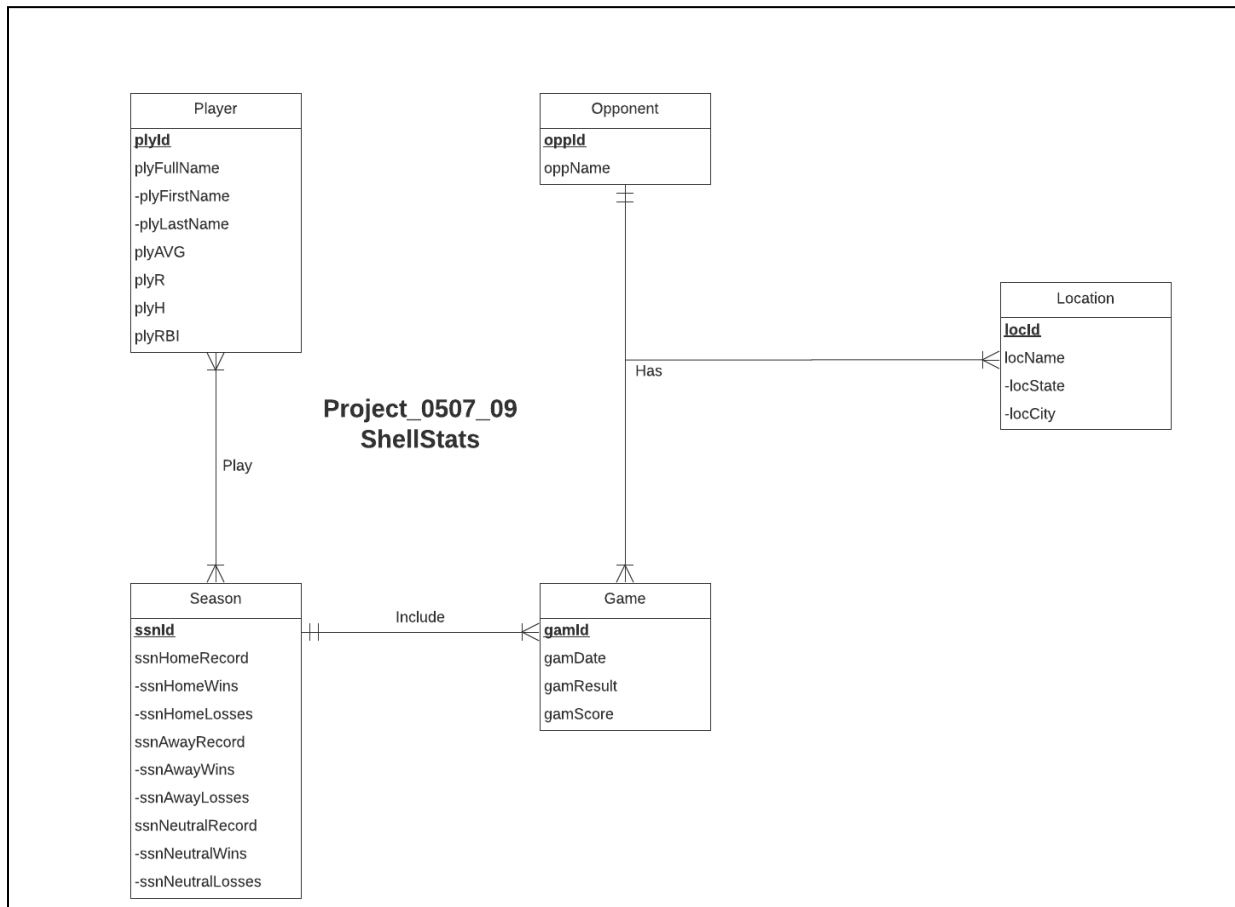 Player
plyId
plyFullName
-plyFirstName
-plyLastName
plyAVG
plyR
plyH
plyRBI
Opponent
oppId
oppName
Location
locId
locName
-locState
-locCity
Has
Project_0507_09
ShellStats
Play
Season
ssnId
ssnHomeRecord
-ssnHomeWins
-ssnHomeLosses
ssnAwayRecord
-ssnAwayWins
-ssnAwayLosses
ssnNeutralRecord
-ssnNeutralWins
-ssnNeutralLosses
Include
Game
gamId
gamDate
gamResult
gamScore